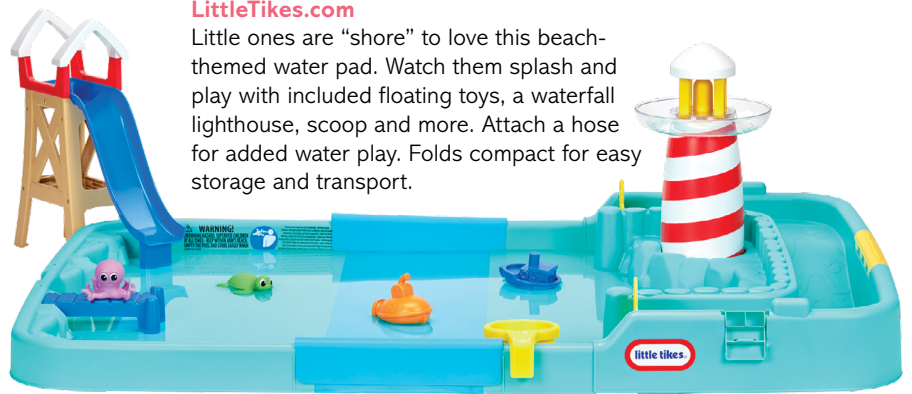 LittleTikes.com
Little ones are “shore” to love this beach-
themed water pad. Watch them splash and
play with included floating toys, a waterfall
lighthouse, scoop and more. Attach a hose
for added water play. Folds compact for easy
storage and transport.
WARNING!
little tikes